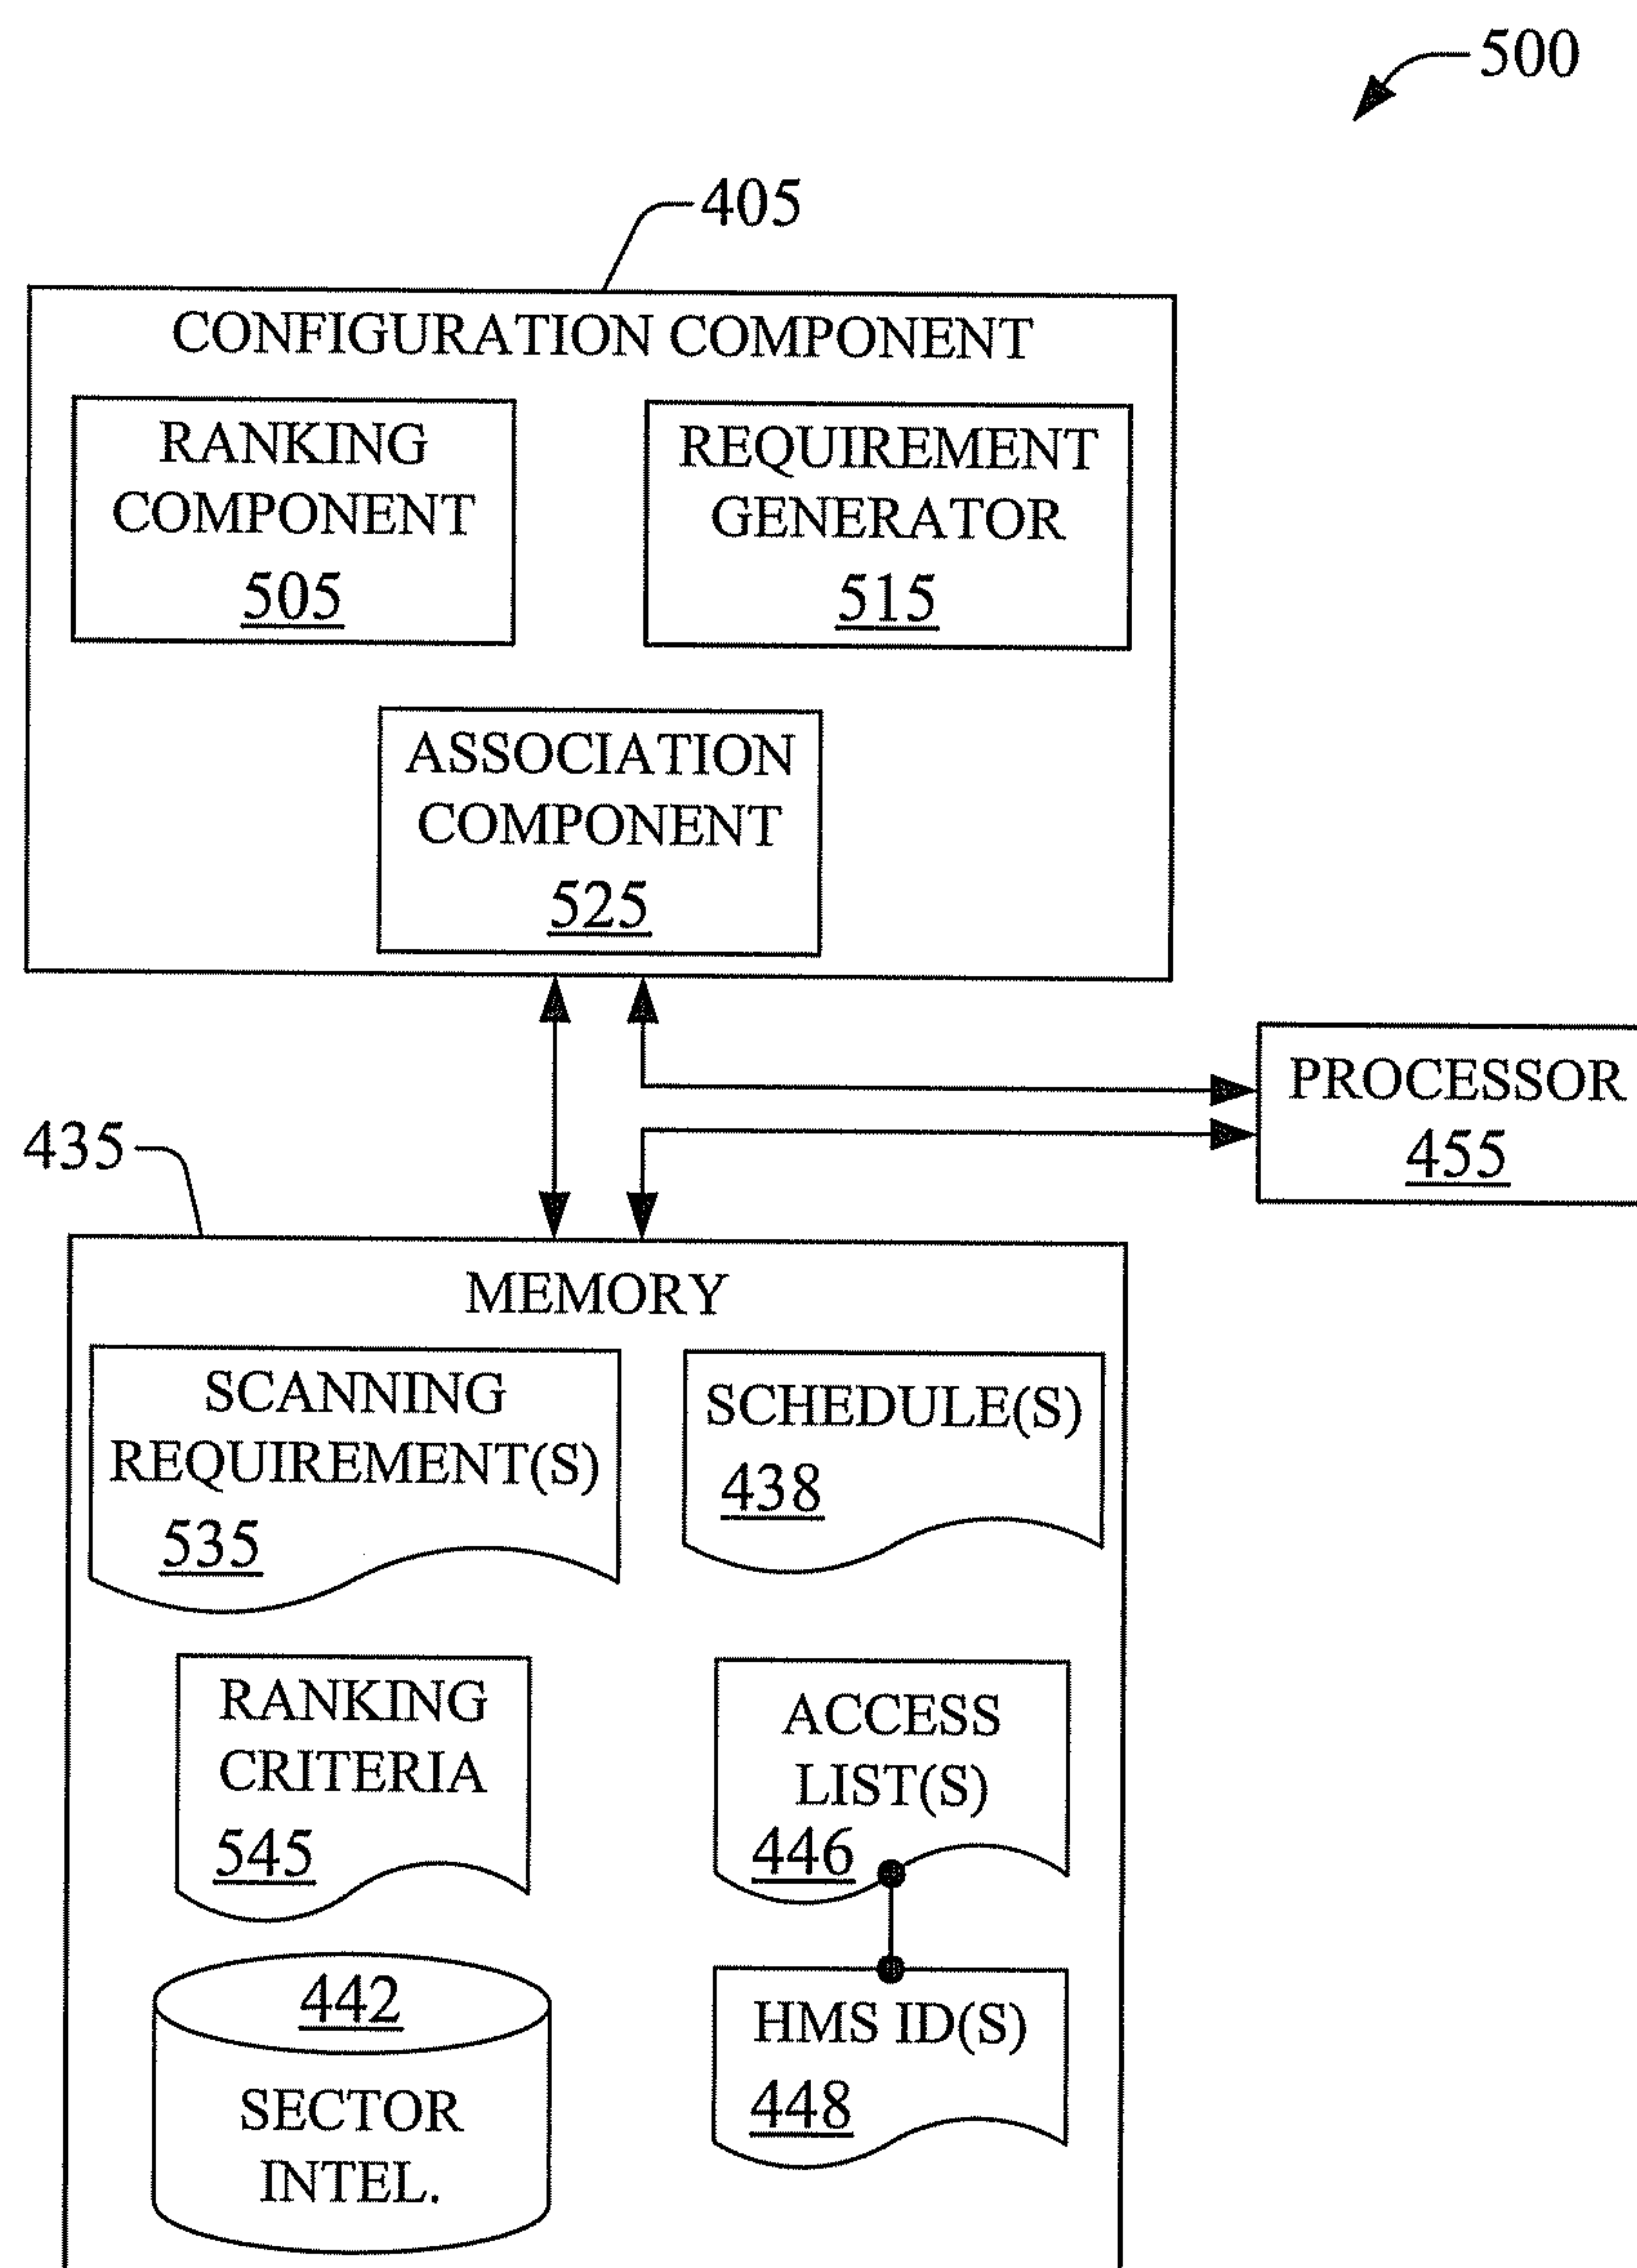 500
405
CONFIGURATION COMPONENT
RANKING
COMPONENT
505
REQUIREMENT
GENERATOR
515
ASSOCIATION
COMPONENT
525
PROCESSOR
455
435
MEMORY
SCANNING
REQUIREMENT(S)
535
SCHEDULE(S)
438
RANKING
CRITERIA
545
ACCESS
LIST(S)
446
442
SECTOR
INTEL.
HMS ID(S)
448